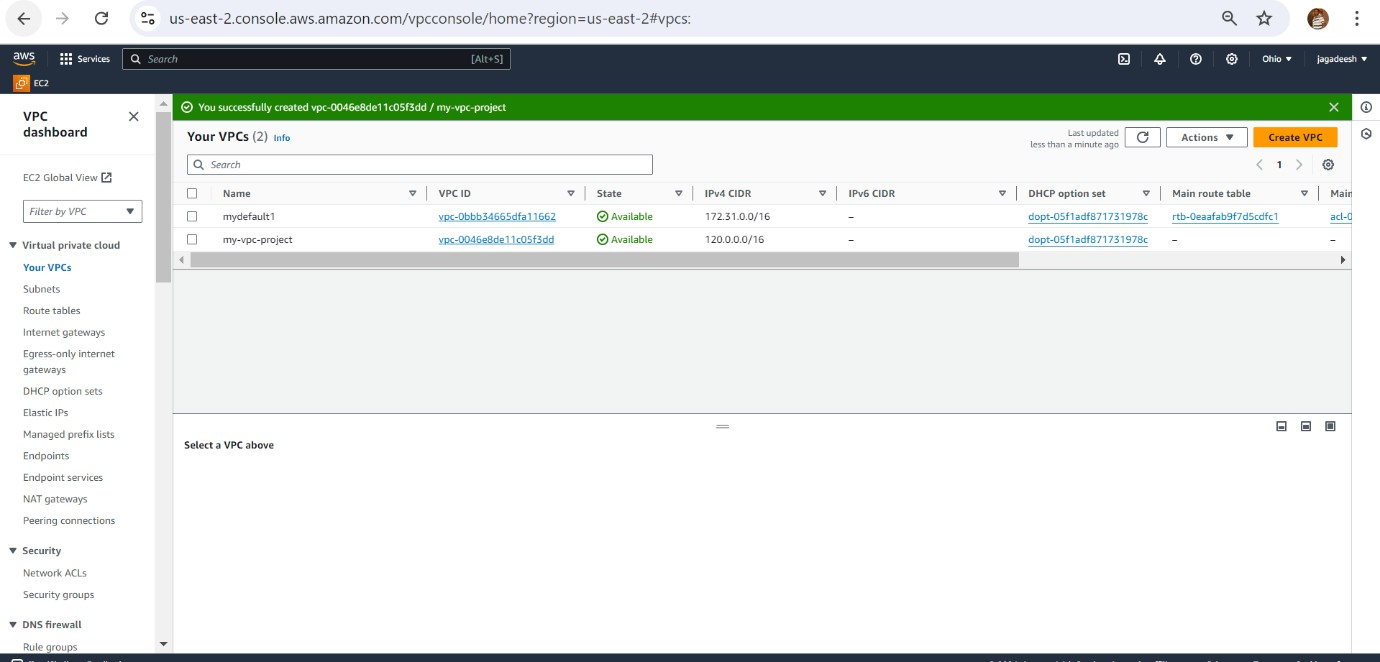 us-east-2.console.aws.amazon.com/vpcconsole/home?region=us-east-2#vpcs:
aws Services Search [Alt+S] Ohio jagadeesh
EC2
VPC dashboard
EC2 Global View
Filter by VPC
Virtual private cloud
Your VPCs
Subnets
Route tables
Internet gateways
Egress-only internet
gateways
DHCP option sets
Elastic IPs
Managed prefix lists
Endpoints
Endpoint services
NAT gateways
Peering connections
Security
Network ACLs
Security groups
DNS firewall
Rule groups
You successfully created vpc-0046e8de11c05f3dd / my-vpc-project
Your VPCs (2) Info
Last updated
less than a minute ago
Actions
Create VPC
Search
1
Name VPC ID State IPv4 CIDR IPv6 CIDR DHCP option set Main route table Main
mydefault1 vpc-0bbb34665dfa11662 Available 172.31.0.0/16 – dopt-05f1adf871731978c rtb-0eaafab9f7d5cdfc1 acl-0
my-vpc-project vpc-0046e8de11c05f3dd Available 120.0.0.0/16 – dopt-05f1adf871731978c – –
Select a VPC above